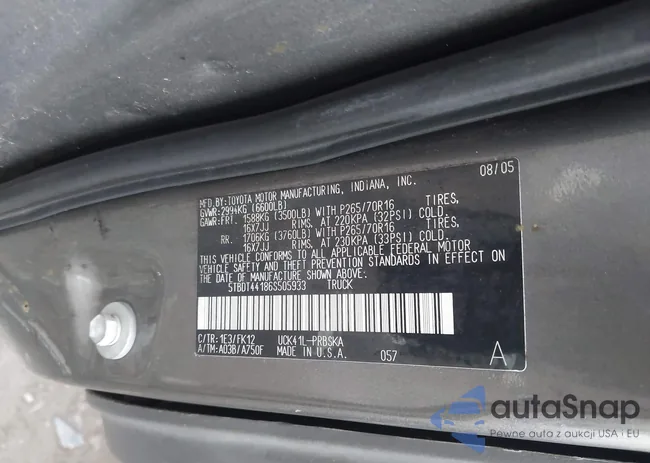 MFD.BY: TOYOTA MOTOR MANUFACTURING, INDIANA, INC. 08/05
GVWR: 2994KG (6600LB)
GAWR: FRT. 1588KG (3500LB) WITH P265/70R16 TIRES,
16X7JJ RIMS, AT 220KPA (32PSI) COLD.
RR. 1706KG (3760LB) WITH P265/70R16 TIRES,
16X7JJ RIMS, AT 230KPA (33PSI) COLD.
THIS VEHICLE CONFORMS TO ALL APPLICABLE FEDERAL MOTOR
VEHICLE SAFETY AND THEFT PREVENTION STANDARDS IN EFFECT ON
THE DATE OF MANUFACTURE SHOWN ABOVE.
5TBDT44186S505933 TRUCK
C/TR: 1E3/FK12 UCK41L-PRBSKA
A/TM: A03B/A750F MADE IN U.S.A. 057 A
autaSnap
Pewne auta z aukcji USA i EU